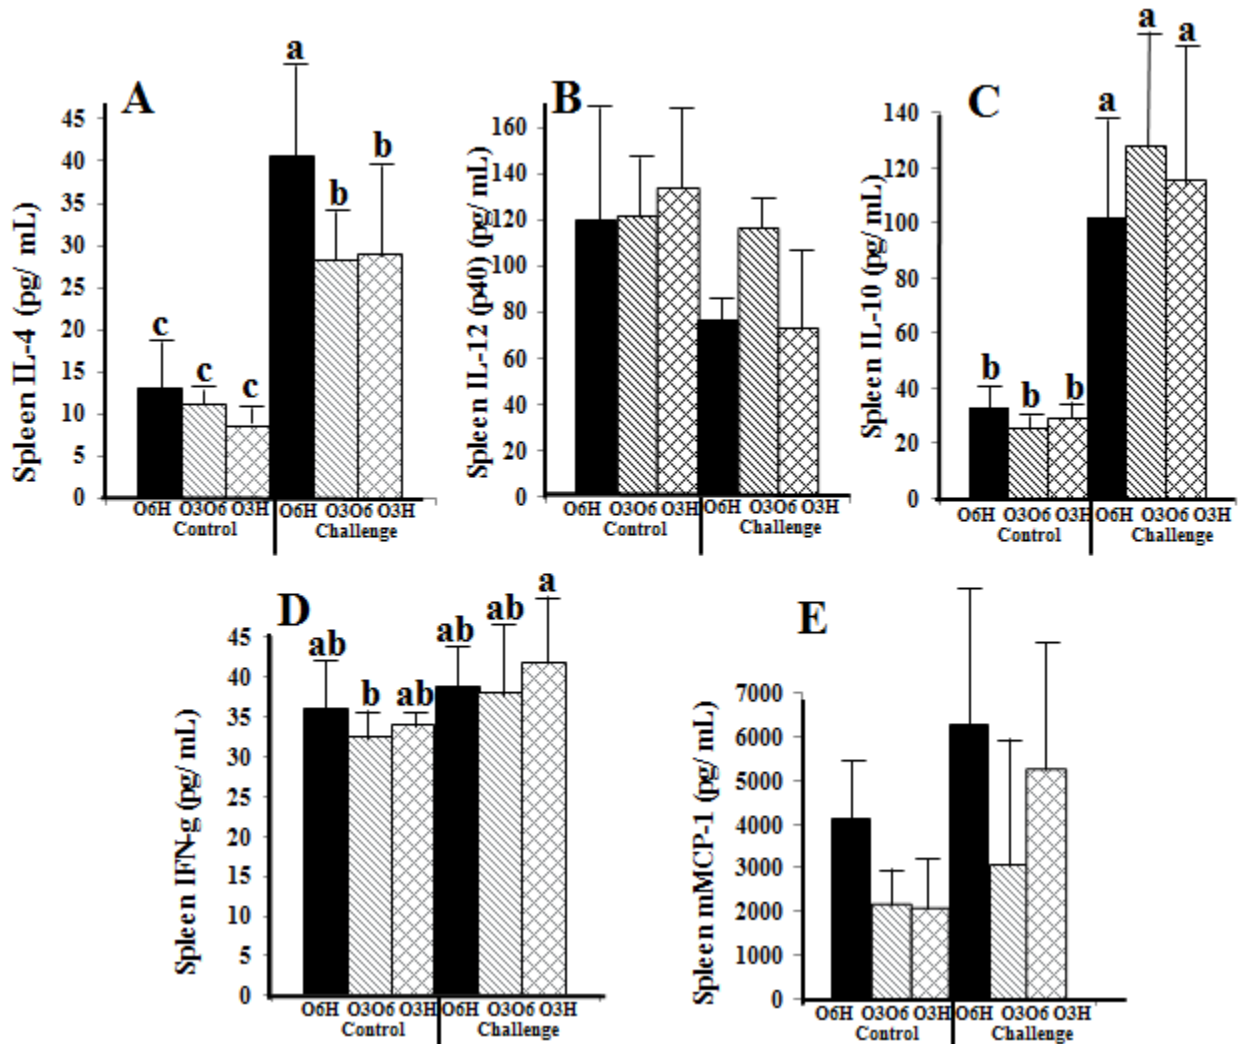 A
Spleen IL-4 (pg/ mL)
45
40
35
30
25
20
15
10
5
0
c
c
c
a
b
b
O6H O3O6 O3H O6H O3O6 O3H
Control Challenge
B
Spleen IL-12 (p40) (pg/ mL)
160
140
120
100
80
60
40
20
0
O6H O3O6 O3H O6H O3O6 O3H
Control Challenge
C
Spleen IL-10 (pg/ mL)
140
120
100
80
60
40
20
0
b
b
b
a
a
a
O6H O3O6 O3H O6H O3O6 O3H
Control Challenge
D
Spleen IFN-g (pg/ mL)
45
40
35
30
25
20
15
10
5
0
ab
b
ab
ab
ab
a
O6H O3O6 O3H O6H O3O6 O3H
Control Challenge
E
Spleen mMCP-1 (pg/ mL)
7000
6000
5000
4000
3000
2000
1000
0
O6H O3O6 O3H O6H O3O6 O3H
Control Challenge